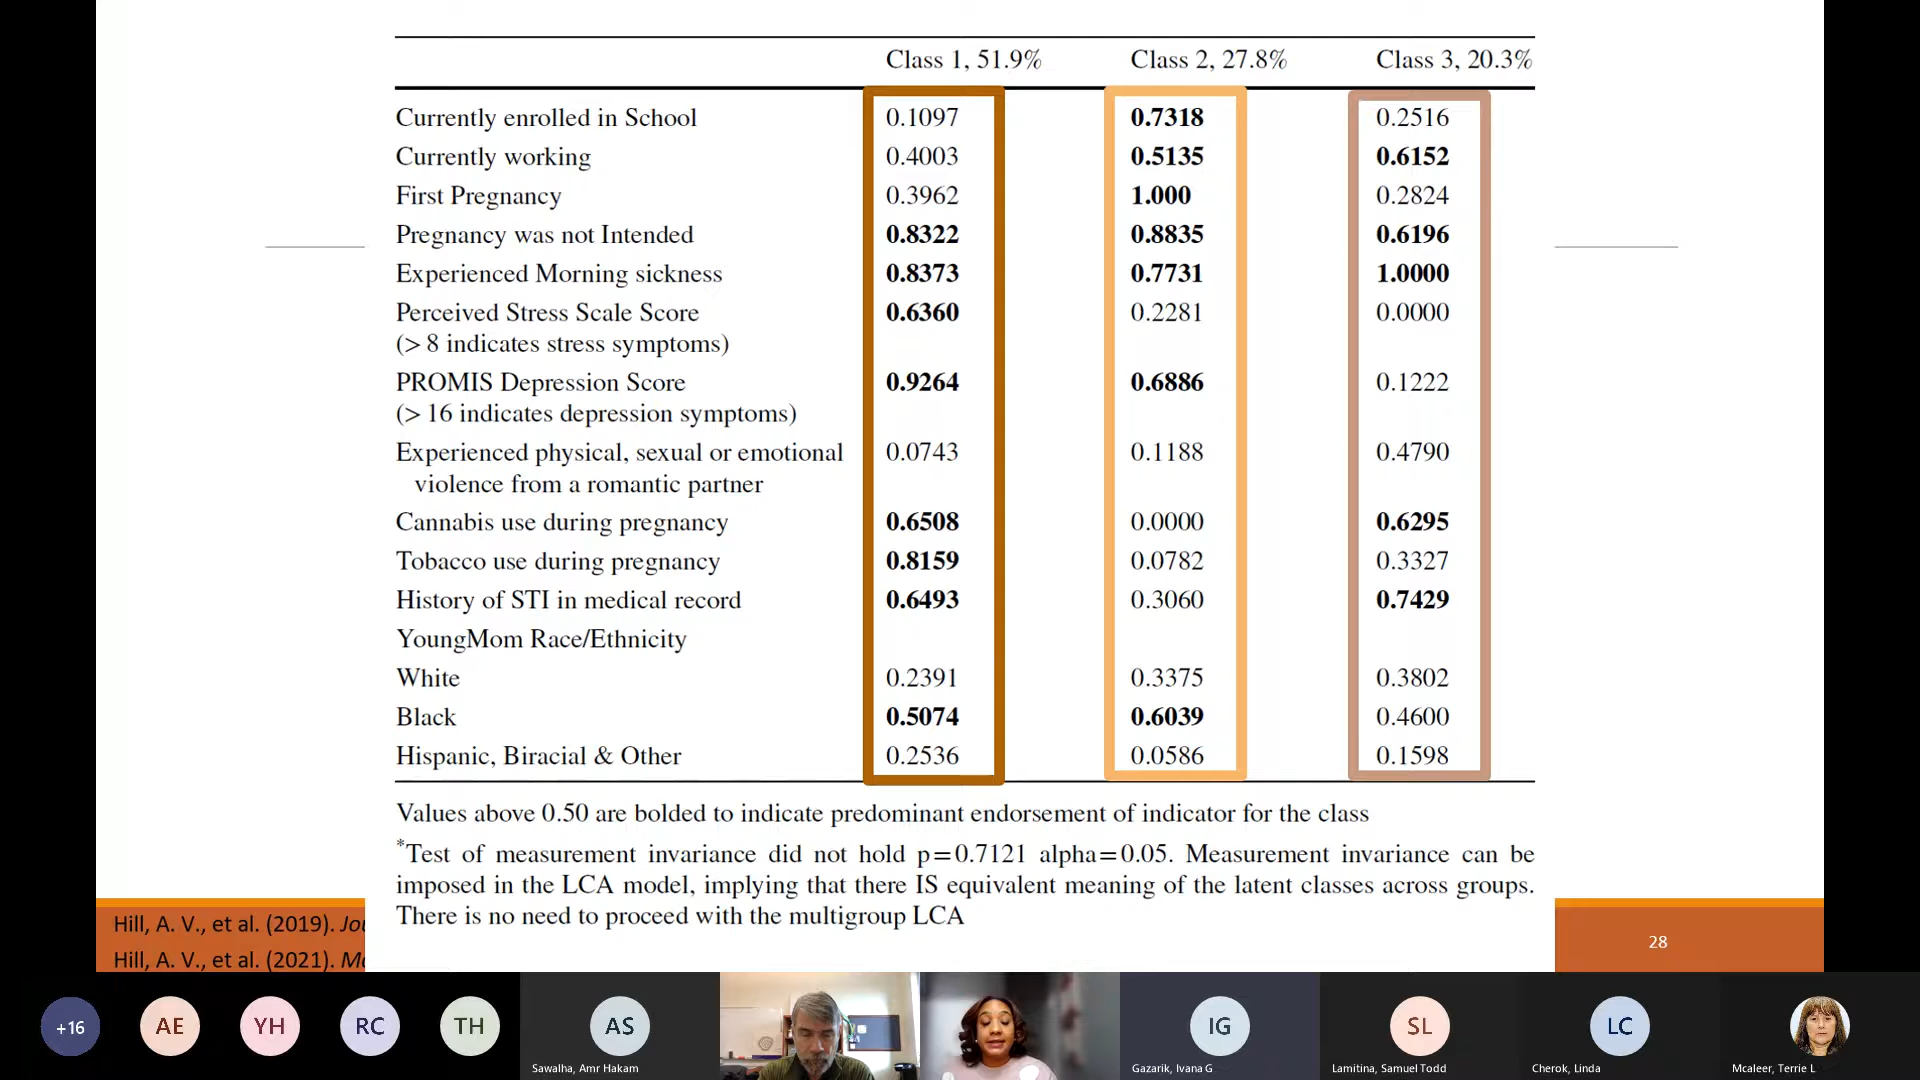 Class 1, 51.9% Class 2, 27.8% Class 3, 20.3%
Currently enrolled in School 0.1097 0.7318 0.2516
Currently working 0.4003 0.5135 0.6152
First Pregnancy 0.3962 1.000 0.2824
Pregnancy was not Intended 0.8322 0.8835 0.6196
Experienced Morning sickness 0.8373 0.7731 1.0000
Perceived Stress Scale Score 0.6360 0.2281 0.0000
(> 8 indicates stress symptoms)
PROMIS Depression Score 0.9264 0.6886 0.1222
(> 16 indicates depression symptoms)
Experienced physical, sexual or emotional 0.0743 0.1188 0.4790
violence from a romantic partner
Cannabis use during pregnancy 0.6508 0.0000 0.6295
Tobacco use during pregnancy 0.8159 0.0782 0.3327
History of STI in medical record 0.6493 0.3060 0.7429
YoungMom Race/Ethnicity
White 0.2391 0.3375 0.3802
Black 0.5074 0.6039 0.4600
Hispanic, Biracial & Other 0.2536 0.0586 0.1598
Values above 0.50 are bolded to indicate predominant endorsement of indicator for the class
*Test of measurement invariance did not hold p=0.7121 alpha=0.05. Measurement invariance can be
imposed in the LCA model, implying that there IS equivalent meaning of the latent classes across groups.
There is no need to proceed with the multigroup LCA
Hill, A. V., et al. (2019).
Hill, A. V., et al. (2021).
28
+16 AE YH RC TH AS IG SL LC
Sawalha, Amr Hakam Gazarik, Ivana G Lamitina, Samuel Todd Cherok, Linda Mcaleer, Terrie L